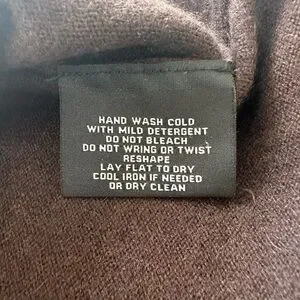 HAND WASH COLD
WITH MILD DETERGENT
DO NOT BLEACH
DO NOT WRING OR TWIST
RESHAPE
LAY FLAT TO DRY
COOL IRON IF NEEDED
OR DRY CLEAN